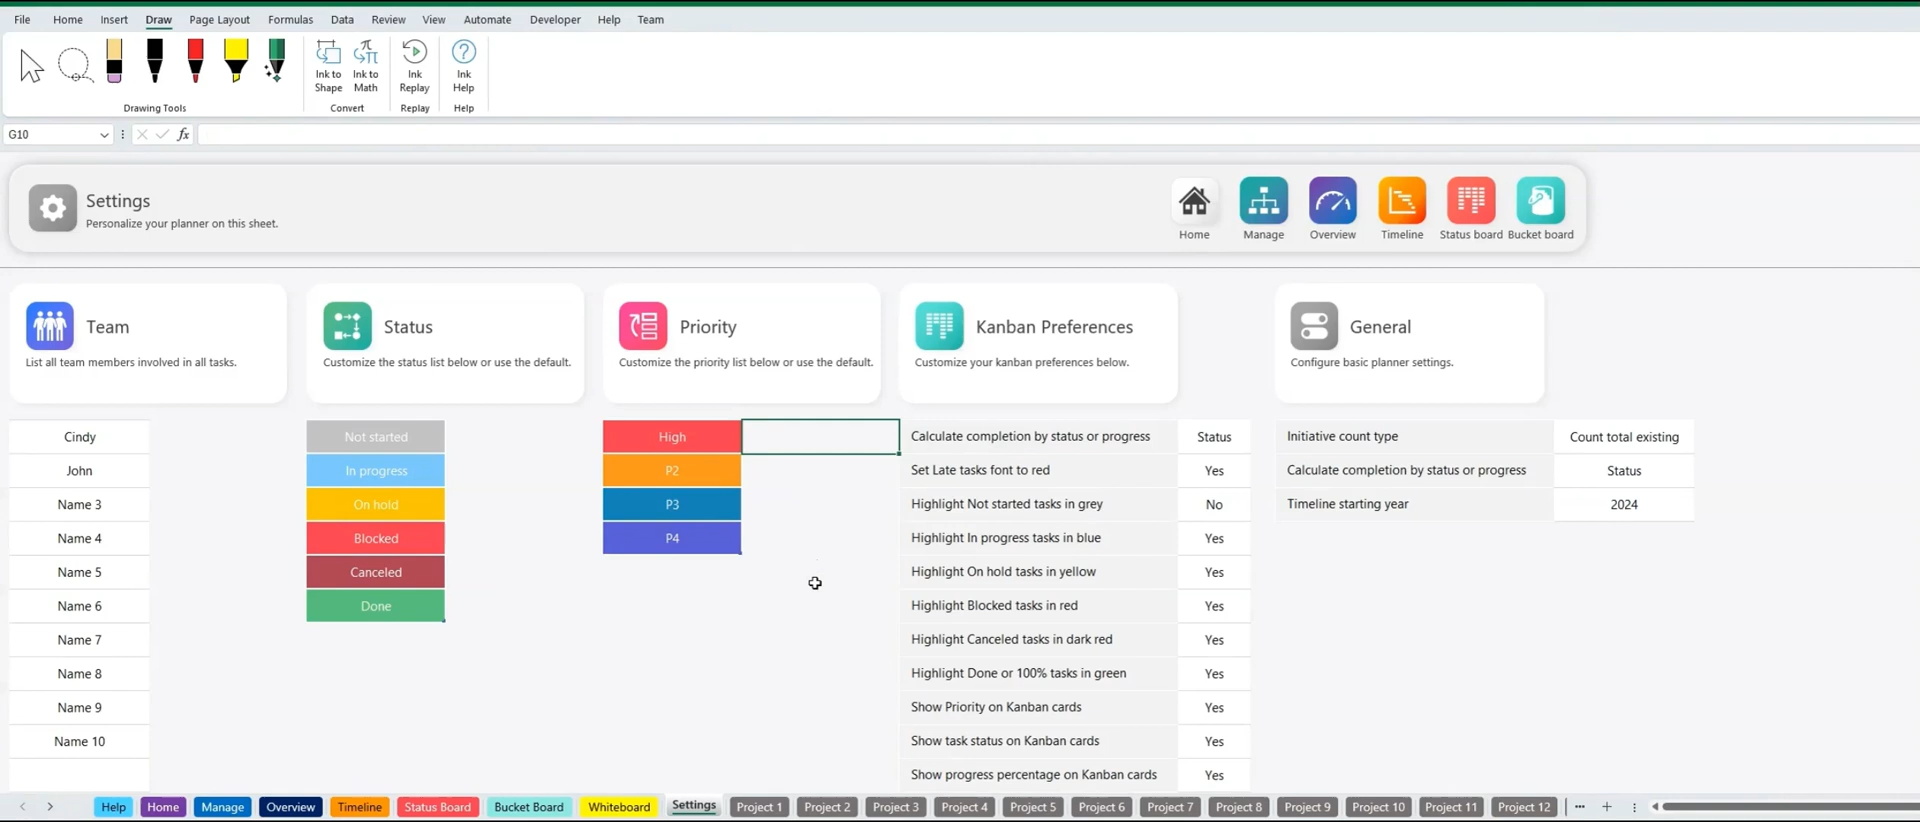 File Home Insert Draw Page Layout Formulas Data Review View Automate Developer Help Team
Ink to Shape
Ink to Math
Ink Replay
Ink Help
Drawing Tools Convert Replay Help
G10 fx
Settings
Personalize your planner on this sheet.
Home Manage Overview Timeline Status board Bucket board
Team
List all team members involved in all tasks.
Status
Customize the status list below or use the default.
Priority
Customize the priority list below or use the default.
Kanban Preferences
Customize your kanban preferences below.
General
Configure basic planner settings.
Cindy
John
Name 3
Name 4
Name 5
Name 6
Name 7
Name 8
Name 9
Name 10
Not started
In progress
On hold
Blocked
Canceled
Done
High
P2
P3
P4
Calculate completion by status or progress Status
Set Late tasks font to red Yes
Highlight Not started tasks in grey No
Highlight In progress tasks in blue Yes
Highlight On hold tasks in yellow Yes
Highlight Blocked tasks in red Yes
Highlight Canceled tasks in dark red Yes
Highlight Done or 100% tasks in green Yes
Show Priority on Kanban cards Yes
Show task status on Kanban cards Yes
Show progress percentage on Kanban cards Yes
Initiative count type Count total existing
Calculate completion by status or progress Status
Timeline starting year 2024
Help Home Manage Overview Timeline Status Board Bucket Board Whiteboard Settings Project 1 Project 2 Project 3 Project 4 Project 5 Project 6 Project 7 Project 8 Project 9 Project 10 Project 11 Project 12